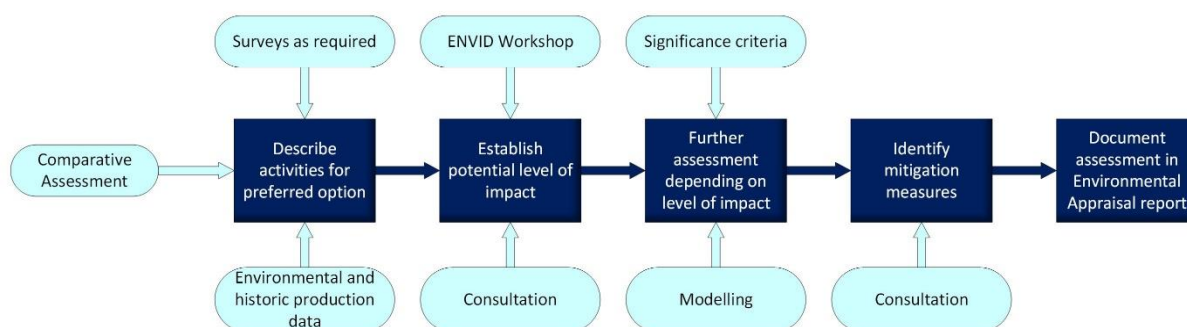 Surveys as required
ENVID Workshop
Significance criteria
Comparative
Assessment
Describe
activities for
preferred option
Establish
potential level of
impact
Further
assessment
depending on
level of impact
Identify
mitigation
measures
Document
assessment in
Environmental
Appraisal report
Environmental and
historic production
data
Consultation
Modelling
Consultation